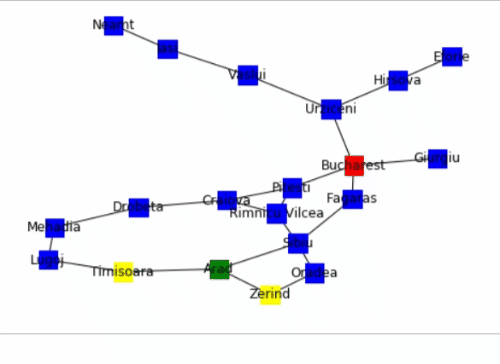 Neamt
Iasi
Vaslui
Eforie
Hirsova
Urziceni
Bucharest
Giurgiu
Pitesti
Fagaras
Craiova
Drobeta
Rimnicu Vilcea
Mehadia
Sibiu
Lugoj
Timisoara
Arad
Oradea
Zerind